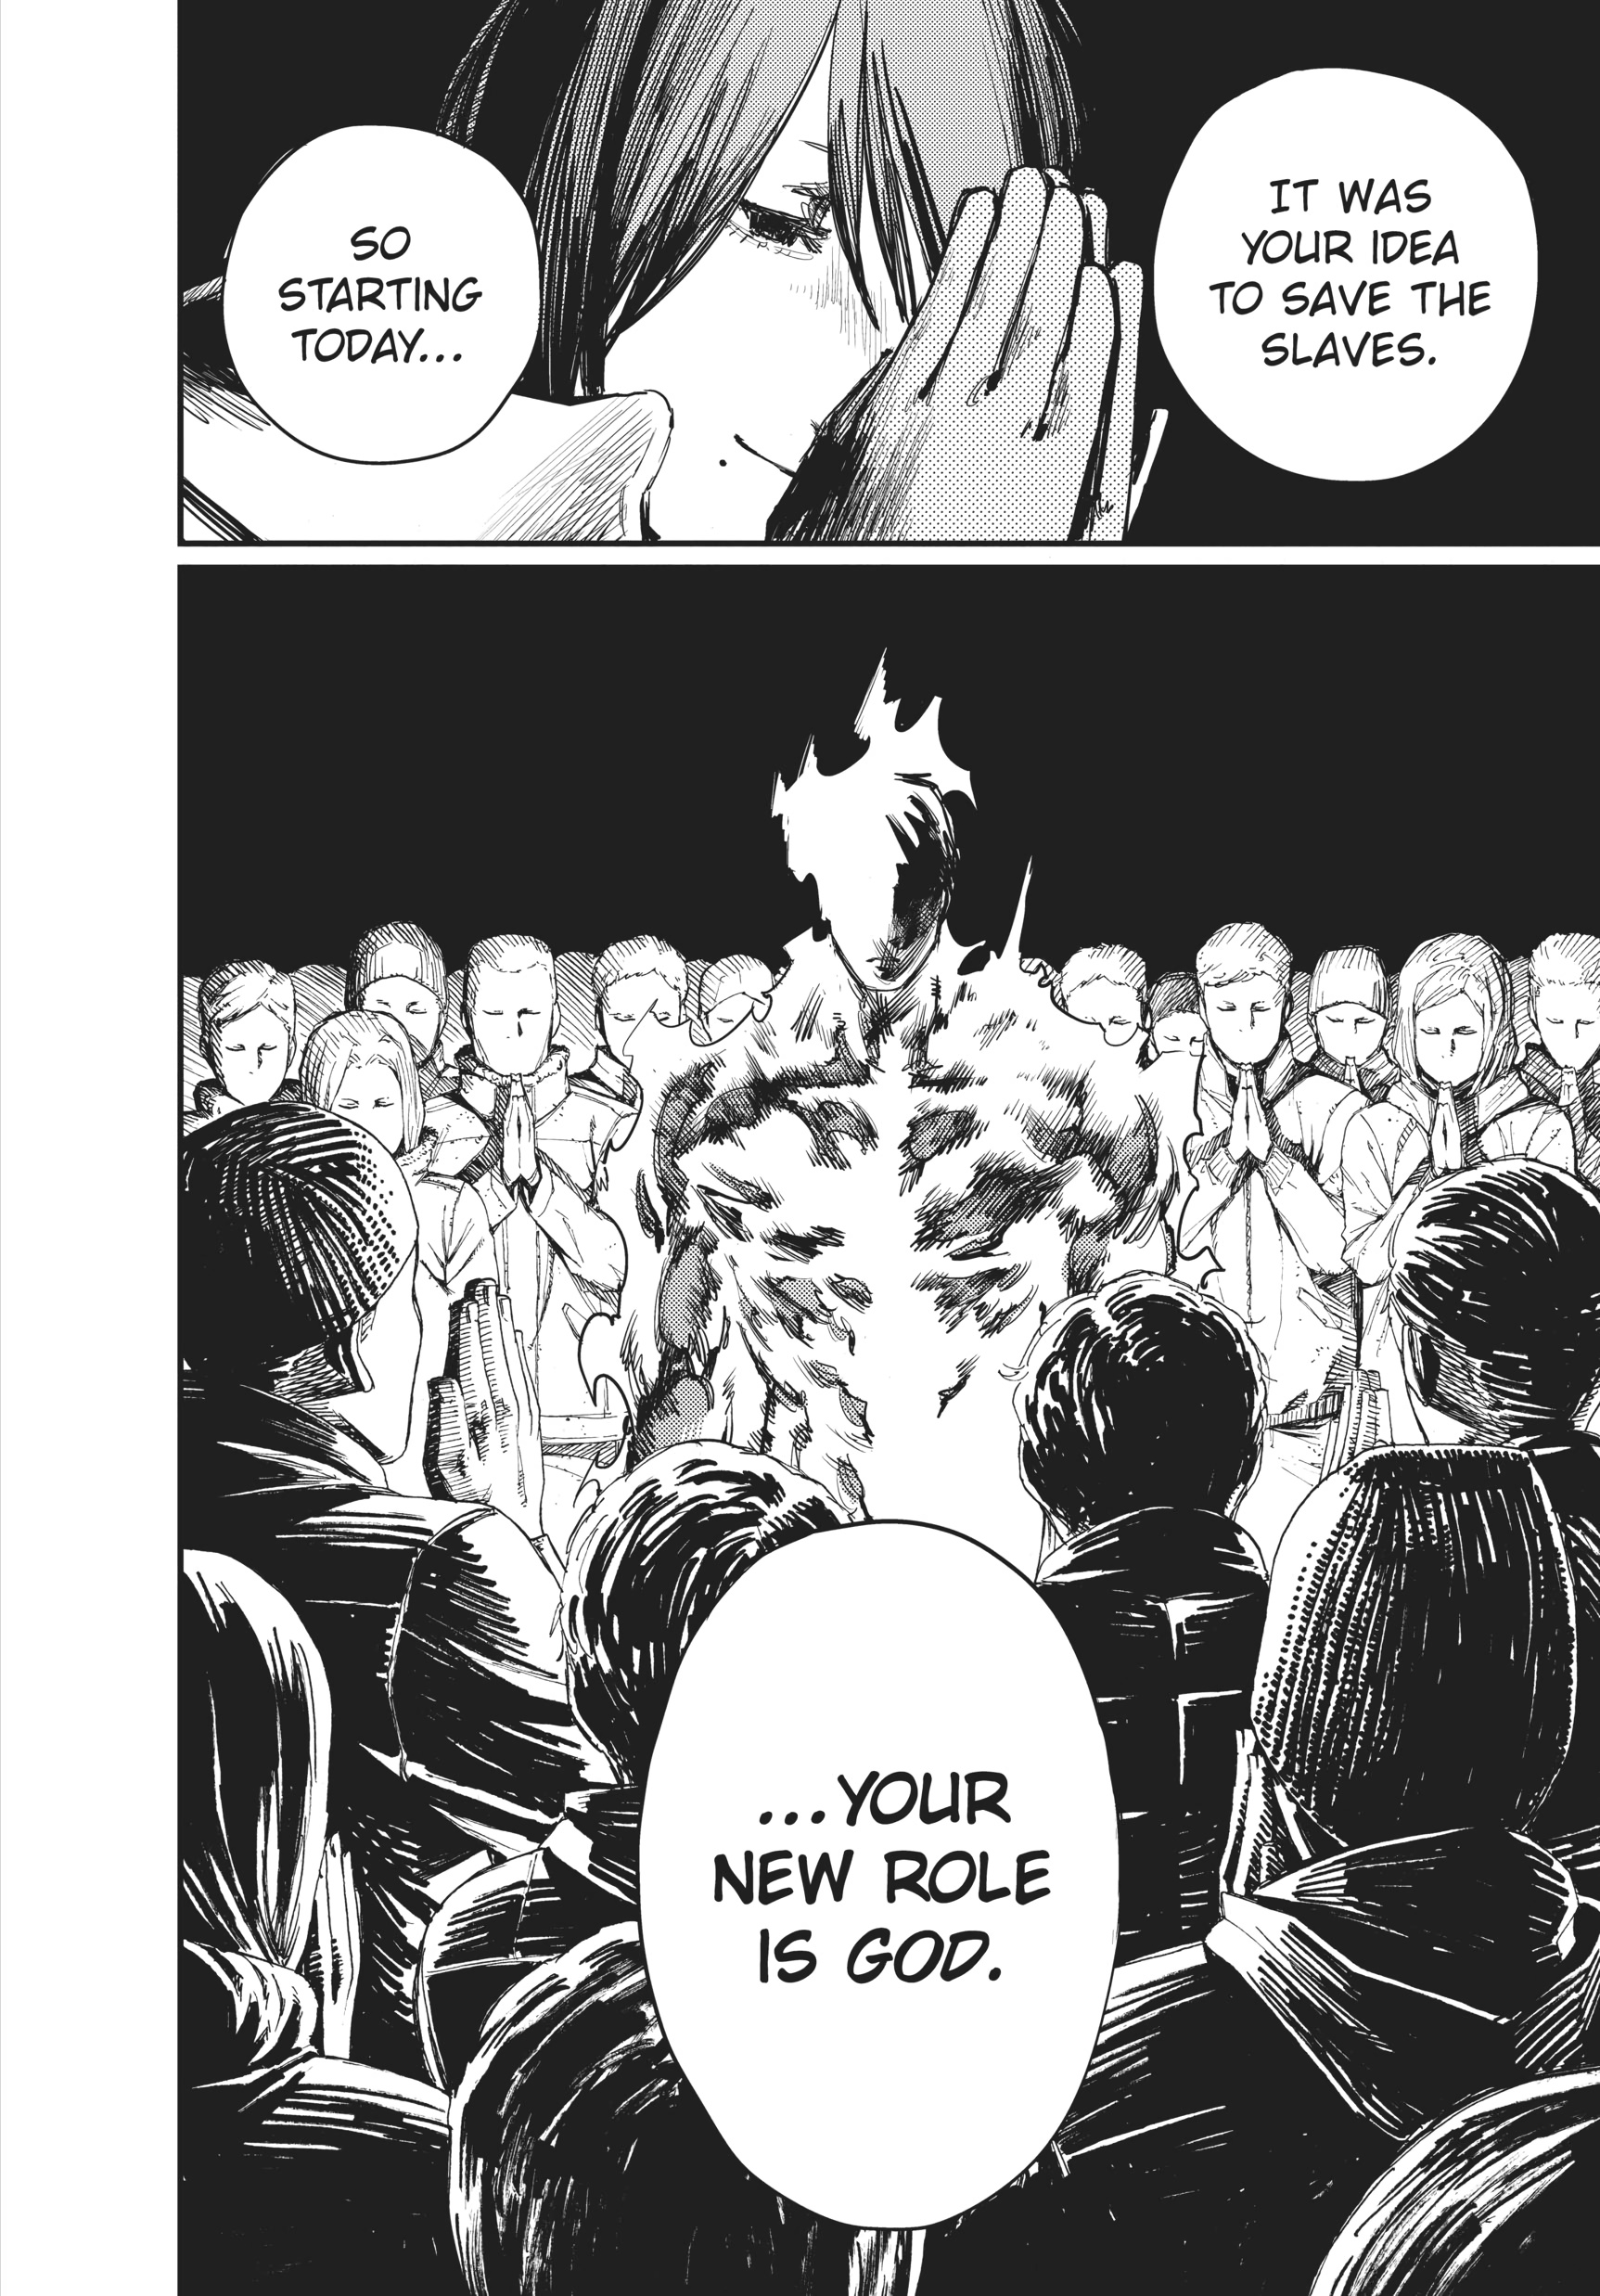 IT WAS
YOUR IDEA
TO SAVE THE
SLAVES.
SO
STARTING
TODAY...
...YOUR
NEW ROLE
IS GOD.